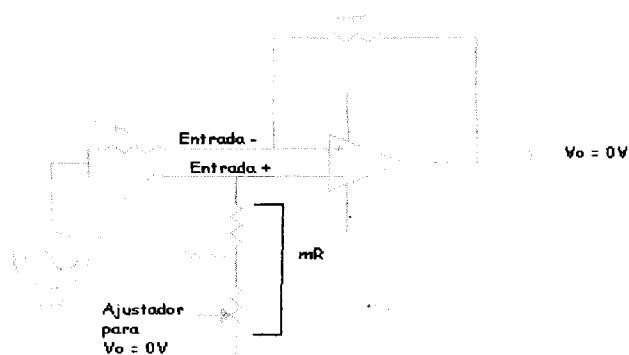 Entrada -
Entrada +
Vo = 0V
mR
Ajustador
para
Vo = 0V